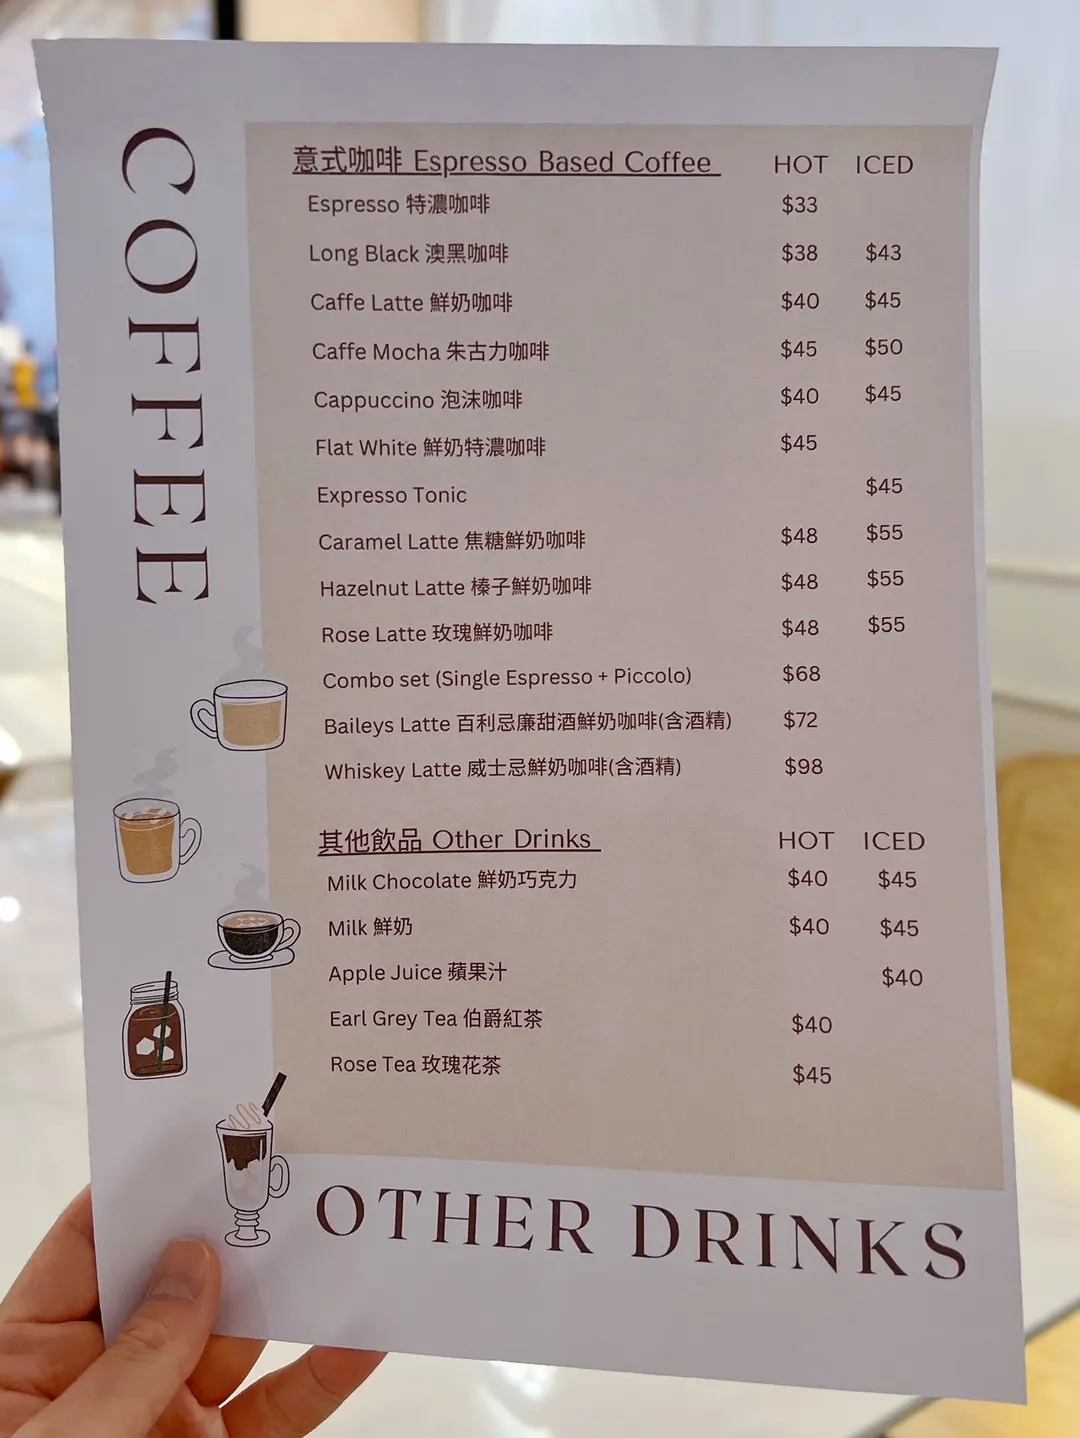 COFFEE
意式咖啡 Espresso Based Coffee HOT ICED
Espresso 特濃咖啡 $33
Long Black 澳黑咖啡 $38 $43
Caffe Latte 鮮奶咖啡 $40 $45
Caffe Mocha 朱古力咖啡 $45 $50
Cappuccino 泡沫咖啡 $40 $45
Flat White 鮮奶特濃咖啡 $45
Expresso Tonic $45
Caramel Latte 焦糖鮮奶咖啡 $48 $55
Hazelnut Latte 榛子鮮奶咖啡 $48 $55
Rose Latte 玫瑰鮮奶咖啡 $48 $55
Combo set (Single Espresso + Piccolo) $68
Baileys Latte 百利忌廉甜酒鮮奶咖啡(含酒精) $72
Whiskey Latte 威士忌鮮奶咖啡(含酒精) $98
其他飲品 Other Drinks HOT ICED
Milk Chocolate 鮮奶巧克力 $40 $45
Milk 鮮奶 $40 $45
Apple Juice 蘋果汁 $40
Earl Grey Tea 伯爵紅茶 $40
Rose Tea 玫瑰花茶 $45
OTHER DRINKS